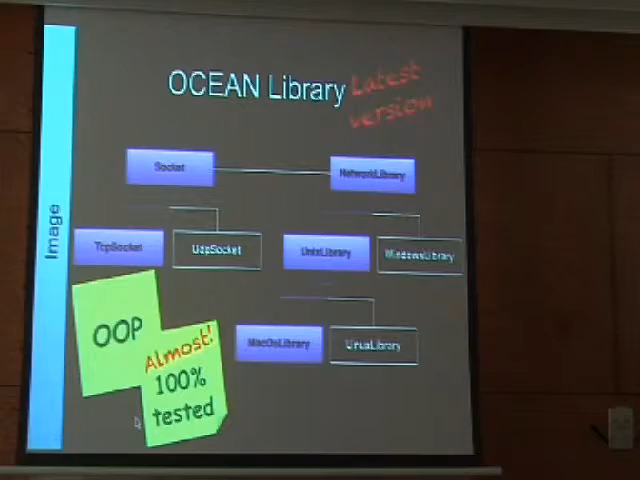 OCEAN Library
Latest
version
Image
Socket
NetworkLibrary
TcpSocket
UdpSocket
UnixLibrary
WindowsLibrary
MacOsLibrary
LinuxLibrary
OOP
Almost!
100%
tested